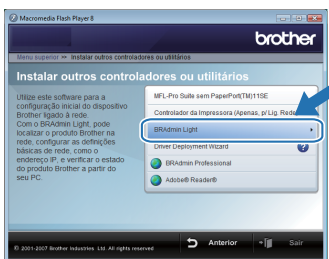 Macromedia Flash Player 8
brother
Menu superior >> Instalar outros controladores ou utilitários
Instalar outros controladores ou utilitários
Utilize este software para a
configuração inicial do dispositivo
Brother ligado à rede
Com o BRAdmin Light, pode
localizar o produto Brother na
rede, configurar as definições
básicas de rede, como o
endereço IP, e verificar o estado
do produto Brother a partir do
seu PC.
MFL-Pro Suite sem PaperPort(TM)11SE
Controlador da Impressora (Apenas, p/ Lig. Rede
BRAdmin Light
Driver Deployment Wizard
?
BRAdmin Professional
Adobe® Reader®
© 2001-2007 Brother Industries Ltd. All rights reserved
Anterior
Sair